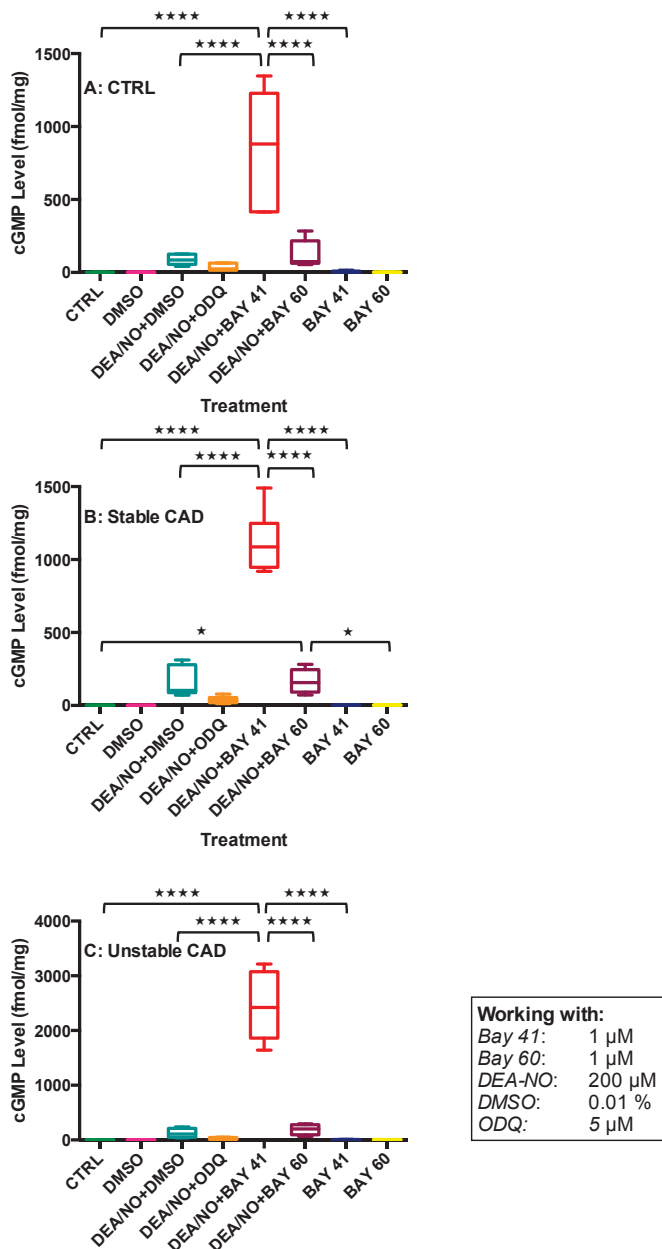 ★★★★ ★★★★
★★★★ ★★★★
1500
1000
500
0
cGMP Level (fmol/mg)
A: CTRL
CTRL
DMSO
DEA/NO+DMSO
DEA/NO+ODQ
DEA/NO+BAY 41
DEA/NO+BAY 60
BAY 41
BAY 60
Treatment
★★★★ ★★★★
★★★★ ★★★★
1500
1000
500
0
cGMP Level (fmol/mg)
B: Stable CAD
★ ★
CTRL
DMSO
DEA/NO+DMSO
DEA/NO+ODQ
DEA/NO+BAY 41
DEA/NO+BAY 60
BAY 41
BAY 60
Treatment
★★★★ ★★★★
★★★★ ★★★★
4000
3000
2000
1000
0
cGMP Level (fmol/mg)
C: Unstable CAD
CTRL
DMSO
DEA/NO+DMSO
DEA/NO+ODQ
DEA/NO+BAY 41
DEA/NO+BAY 60
BAY 41
BAY 60
Working with:
Bay 41: 1 µM
Bay 60: 1 µM
DEA-NO: 200 µM
DMSO: 0.01 %
ODQ: 5 µM